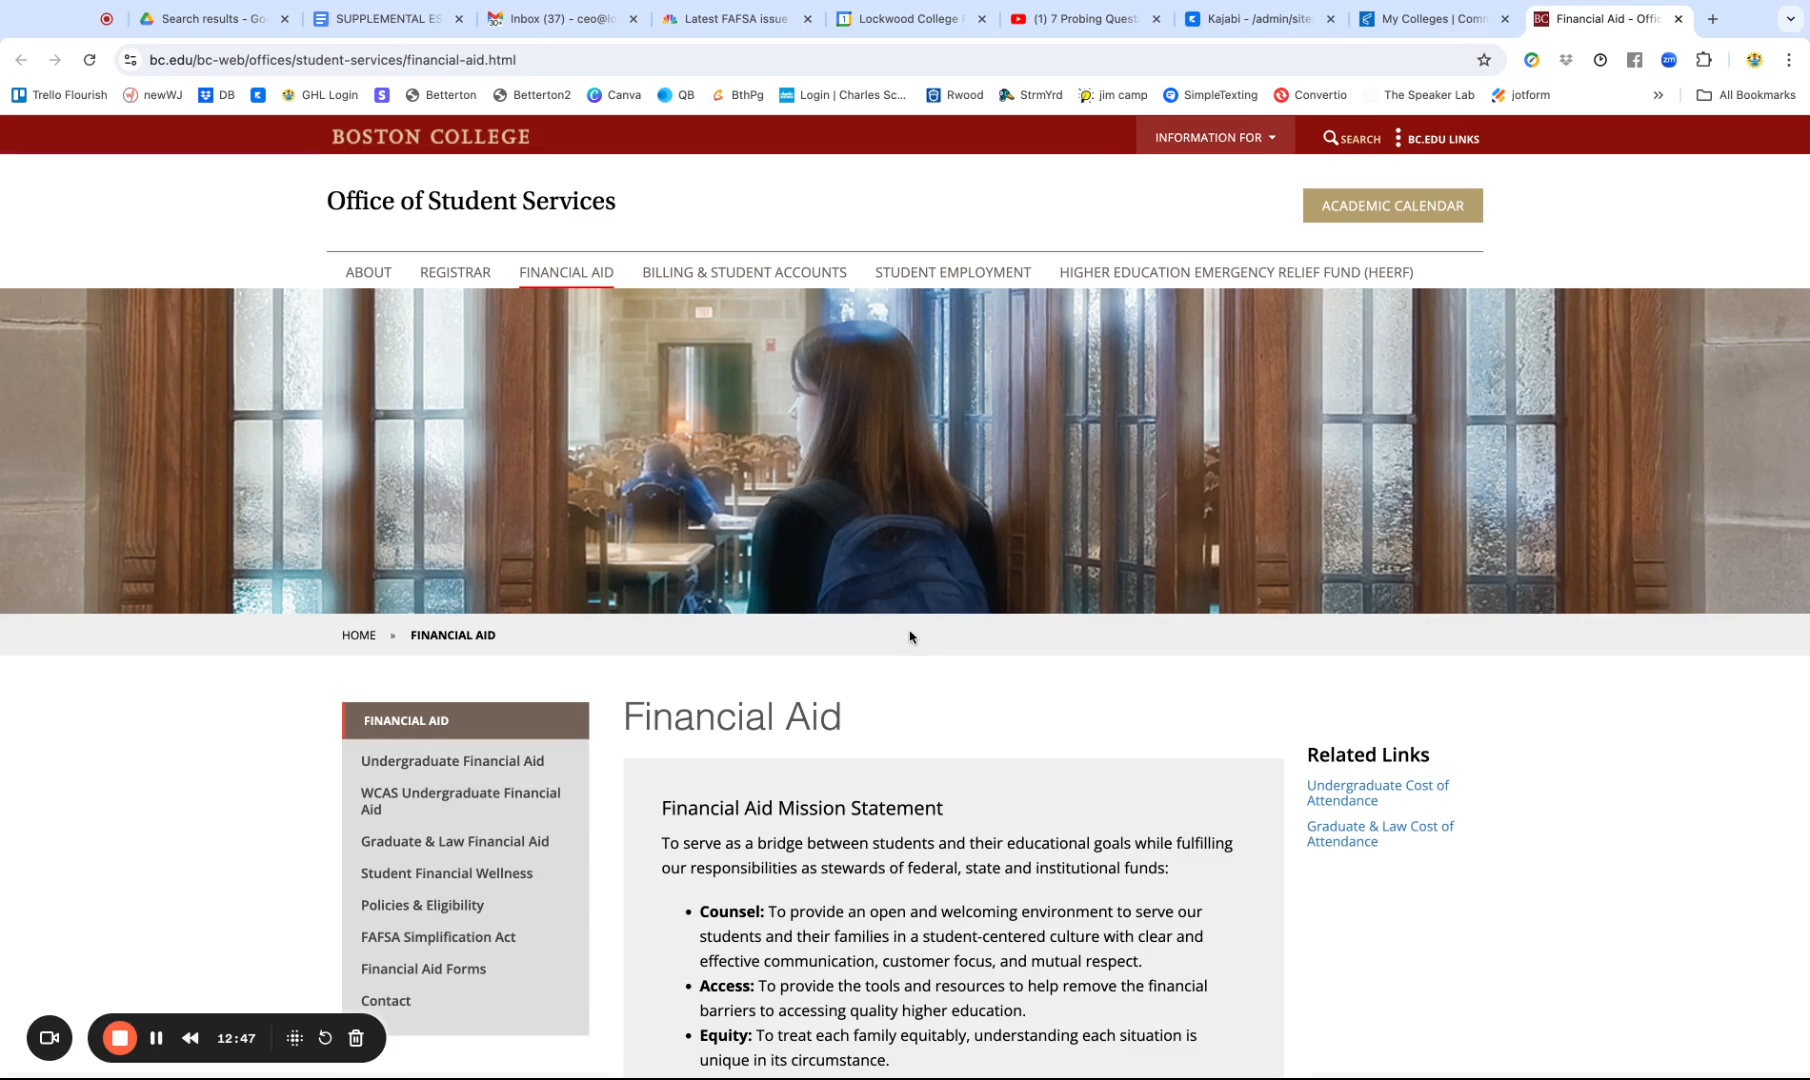 Search results - Go
SUPPLEMENTAL ES
Inbox (37) - ceo@lo
Latest FAFSA issue
Lockwood College P
(1) 7 Probing Quest
Kajabi - /admin/site
My Colleges | Comm
Financial Aid - Offic
bc.edu/bc-web/offices/student-services/financial-aid.html
Trello Flourish
newWJ
DB
GHL Login
Betterton
Betterton2
Canva
QB
BthPg
Login | Charles Sc...
Rwood
StrmYrd
jim camp
SimpleTexting
Convertio
The Speaker Lab
jotform
»
All Bookmarks
BOSTON COLLEGE
INFORMATION FOR
SEARCH
BC.EDU LINKS
Office of Student Services
ACADEMIC CALENDAR
ABOUT
REGISTRAR
FINANCIAL AID
BILLING & STUDENT ACCOUNTS
STUDENT EMPLOYMENT
HIGHER EDUCATION EMERGENCY RELIEF FUND (HEERF)
HOME » FINANCIAL AID
FINANCIAL AID
Undergraduate Financial Aid
WCAS Undergraduate Financial
Aid
Graduate & Law Financial Aid
Student Financial Wellness
Policies & Eligibility
FAFSA Simplification Act
Financial Aid Forms
Contact
Financial Aid
Financial Aid Mission Statement
To serve as a bridge between students and their educational goals while fulfilling
our responsibilities as stewards of federal, state and institutional funds:
• Counsel: To provide an open and welcoming environment to serve our
students and their families in a student-centered culture with clear and
effective communication, customer focus, and mutual respect.
• Access: To provide the tools and resources to help remove the financial
barriers to accessing quality higher education.
• Equity: To treat each family equitably, understanding each situation is
unique in its circumstance.
Related Links
Undergraduate Cost of
Attendance
Graduate & Law Cost of
Attendance
12:47